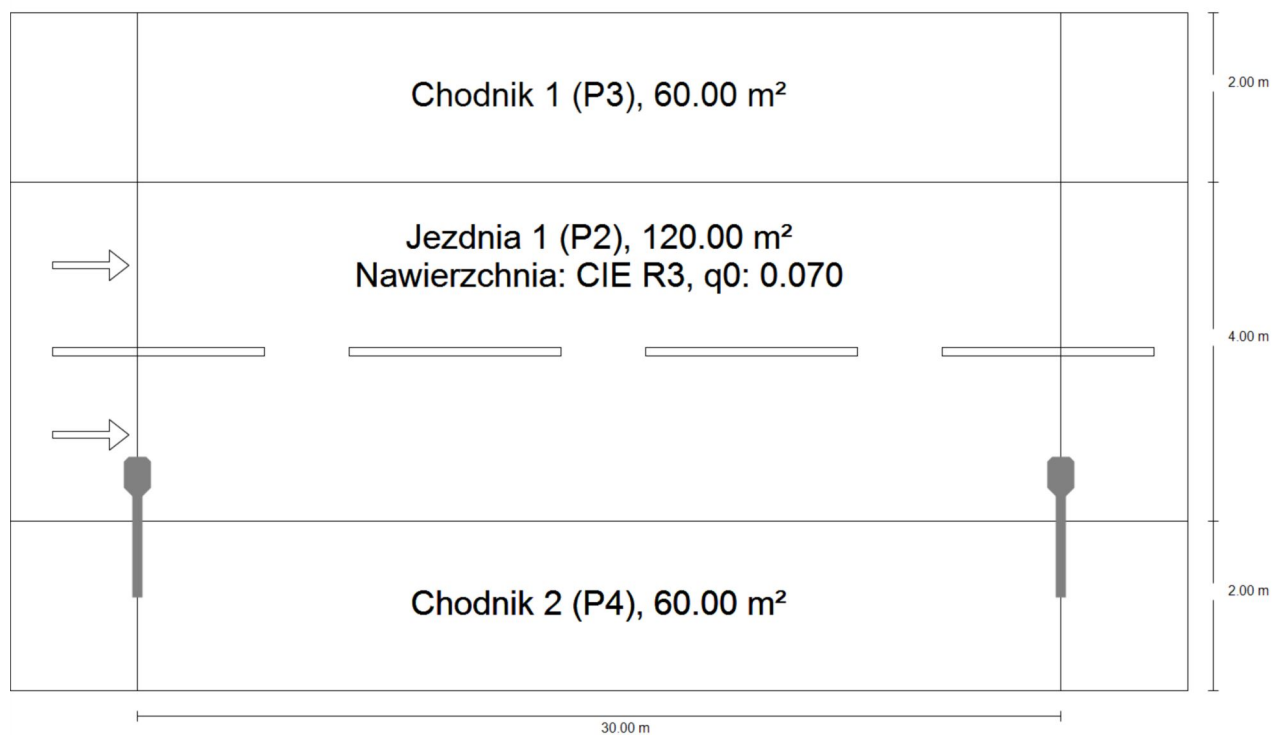 Chodnik 1 (P3), 60.00 m²
2.00 m
Jezdnia 1 (P2), 120.00 m²
Nawierzchnia: CIE R3, q0: 0.070
4.00 m
Chodnik 2 (P4), 60.00 m²
2.00 m
30.00 m